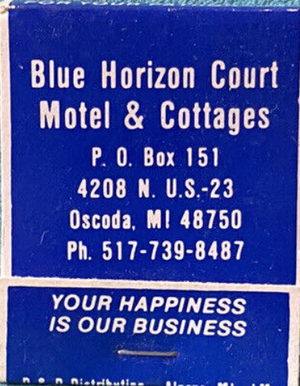 Blue Horizon Court
Motel & Cottages
P. O. Box 151
4208 N. U.S.-23
Oscoda, MI 48750
Ph. 517-739-8487
YOUR HAPPINESS
IS OUR BUSINESS